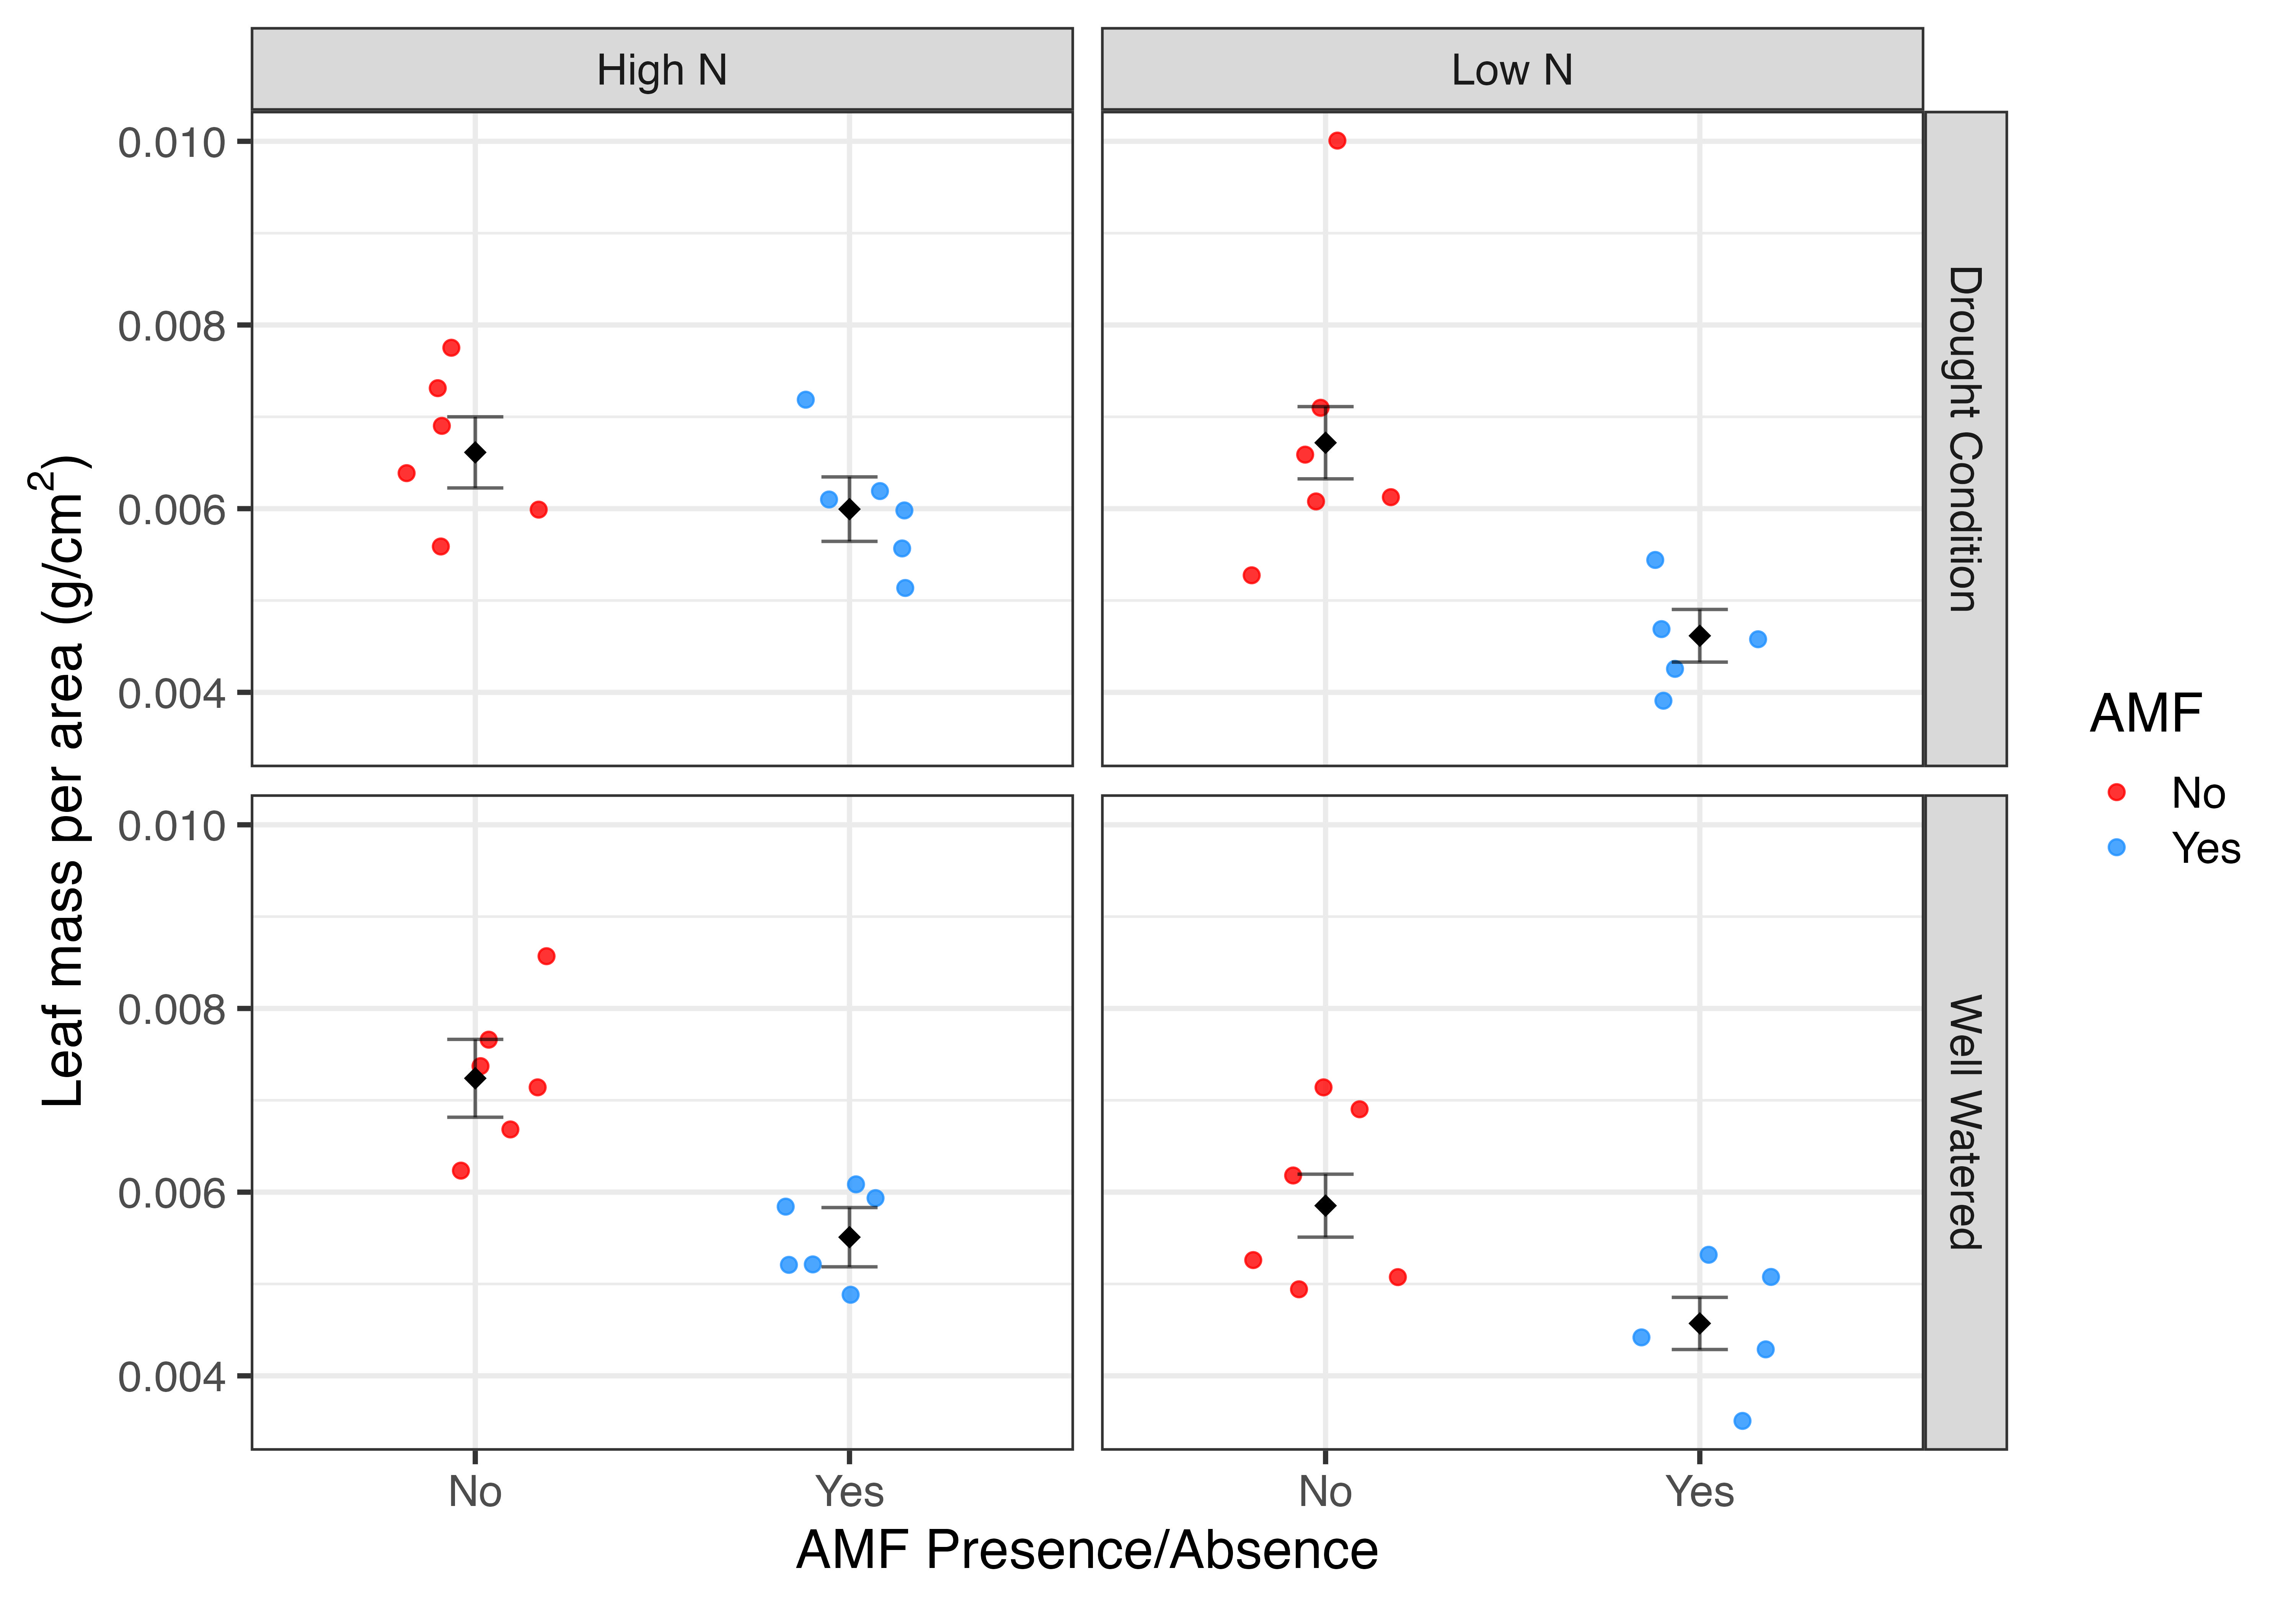 High N
Low N
0.010
0.008
0.006
0.004
Drought Condition
0.010
0.008
0.006
0.004
Well Watered
Leaf mass per area (g/cm²)
No
Yes
No
Yes
AMF Presence/Absence
AMF
No
Yes